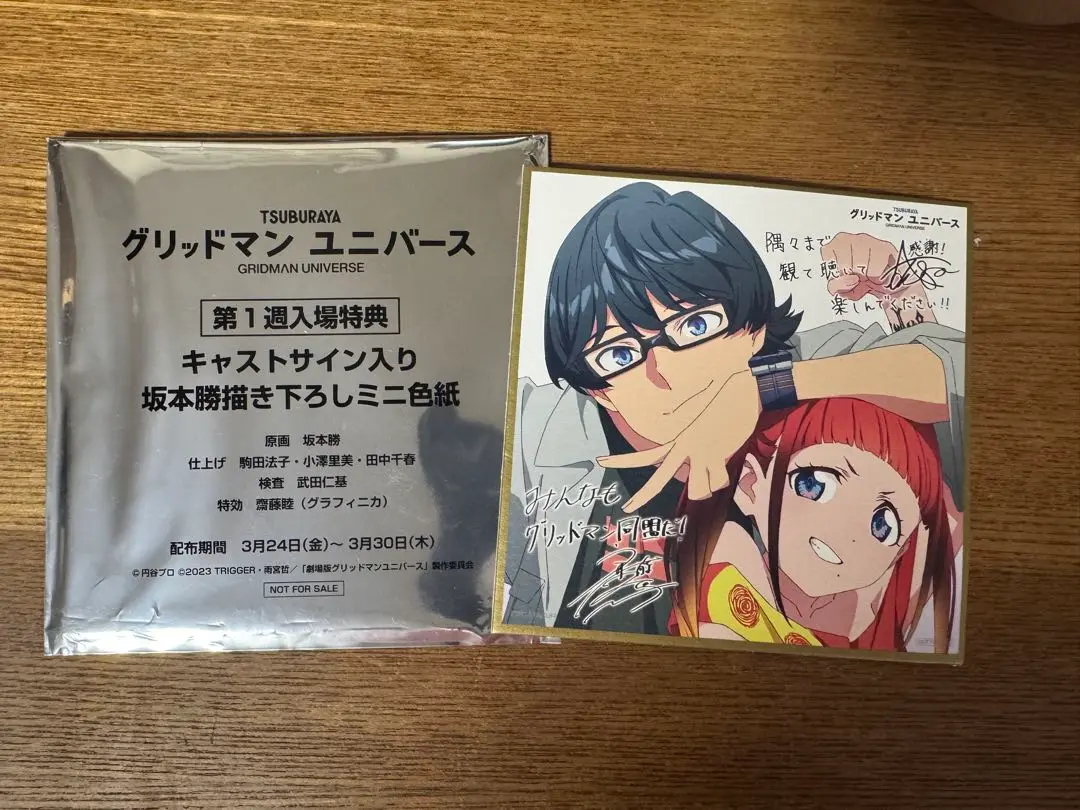 TSUBURAYA
グリッドマン ユニバース
GRIDMAN UNIVERSE
第1週入場特典
キャストサイン入り
坂本勝描き下ろしミニ色紙
原画 坂本勝
仕上げ 駒田法子・小澤里美・田中千春
検査 武田仁基
特効 齋藤睦（グラフィニカ）
配布期間 3月24日(金)～3月30日(木)
©円谷プロ ©2023 TRIGGER・雨宮哲／「劇場版グリッドマンユニバース」製作委員会
NOT FOR SALE
TSUBURAYA
グリッドマン ユニバース
GRIDMAN UNIVERSE
隅々まで
観て聴いて
楽しんでください!!
感謝!
みんなも
グリッドマン同盟だ!